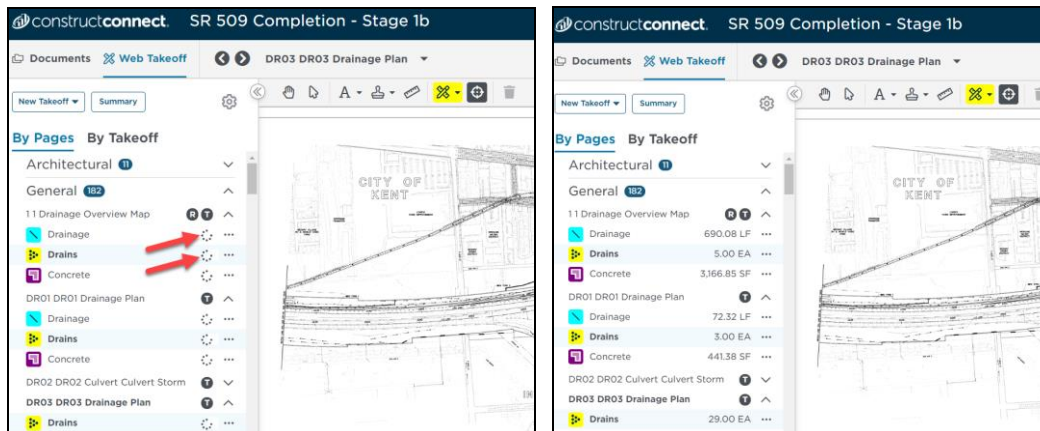 constructconnect. SR 509 Completion - Stage 1b
Documents Web Takeoff DR03 DR03 Drainage Plan
New Takeoff Summary
A
By Pages By Takeoff
Architectural 11
General 182
1 1 Drainage Overview Map R T
Drainage
Drains
Concrete
DR01 DR01 Drainage Plan T
Drainage
Drains
Concrete
DR02 DR02 Culvert Culvert Storm T
DR03 DR03 Drainage Plan T
Drains
CITY OF
KENT
constructconnect. SR 509 Completion - Stage 1b
Documents Web Takeoff DR03 DR03 Drainage Plan
New Takeoff Summary
A
By Pages By Takeoff
Architectural 11
General 182
1 1 Drainage Overview Map R T
Drainage 690.08 LF
Drains 5.00 EA
Concrete 3,166.85 SF
DR01 DR01 Drainage Plan T
Drainage 72.32 LF
Drains 3.00 EA
Concrete 441.38 SF
DR02 DR02 Culvert Culvert Storm T
DR03 DR03 Drainage Plan T
Drains 29.00 EA
CITY OF
KENT